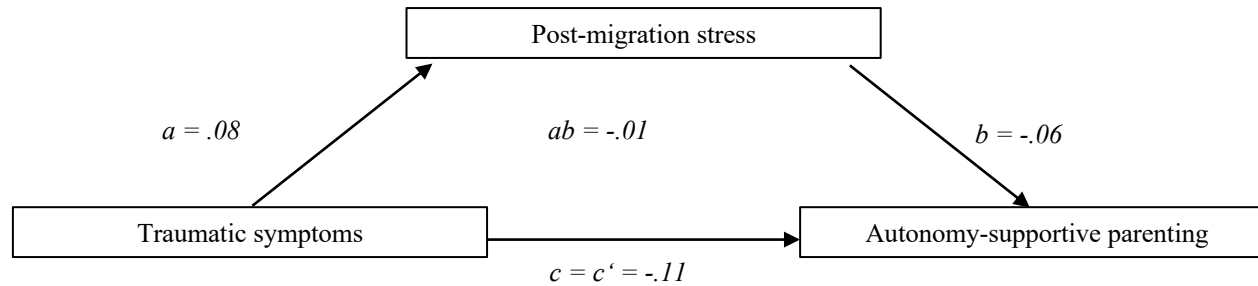 Post-migration stress
a = .08
ab = -.01
b = -.06
Traumatic symptoms
Autonomy-supportive parenting
c = c‘ = -.11